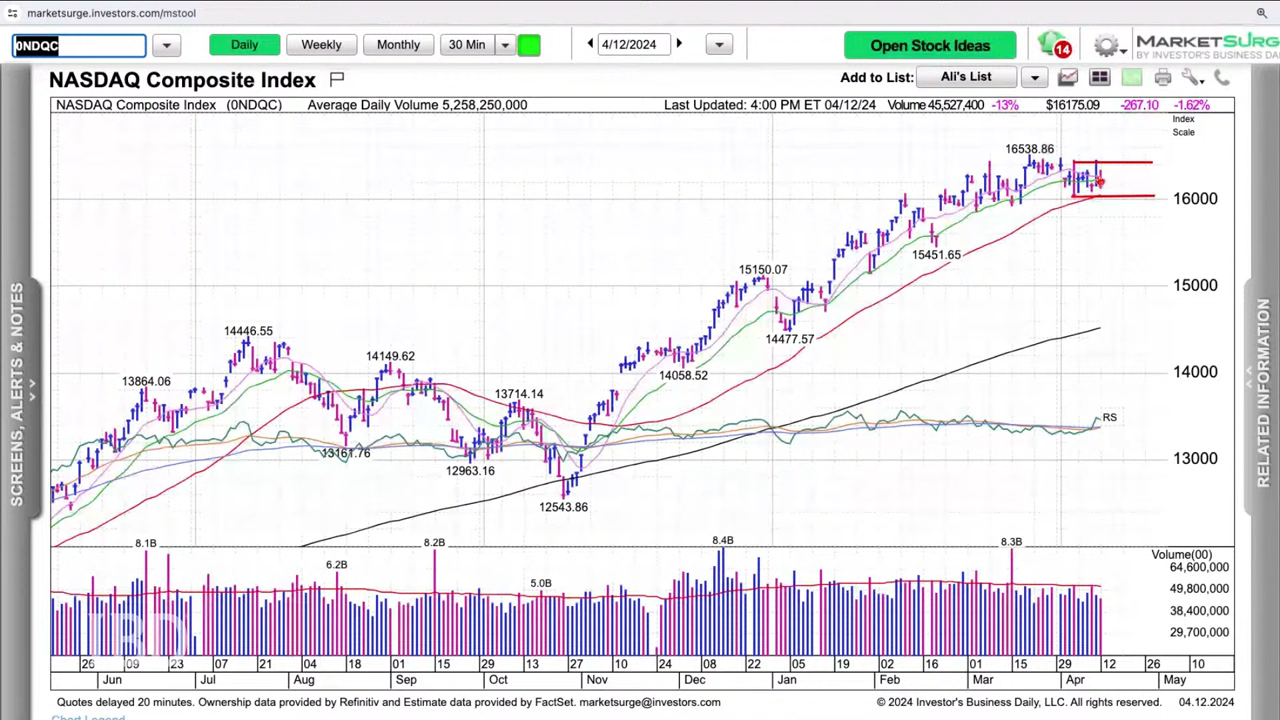 marketsurge.investors.com/mstool
0NDQC Daily Weekly Monthly 30 Min 4/12/2024 Open Stock Ideas 14 MARKETSURGE
BY INVESTOR'S BUSINESS DA
NASDAQ Composite Index Add to List: Ali's List
NASDAQ Composite Index (0NDQC) Average Daily Volume 5,258,250,000 Last Updated: 4:00 PM ET 04/12/24 Volume 45,527,400 -13% $16175.09 -267.10 -1.62%
Index
Scale
16538.86
16000
15451.65
15150.07
15000
14477.57
14446.55
14149.62
14058.52
14000
13864.06
13714.14
RS
13161.76
12963.16
13000
12543.86
SCREENS, ALERTS & NOTES
RELATED INFORMATION
8.1B 8.2B 8.4B 8.3B
Volume(00)
6.2B
64,600,000
5.0B
49,800,000
38,400,000
29,700,000
IBD
26 09 23 07 21 04 18 01 15 29 13 27 10 24 08 22 05 19 02 16 01 15 29 12 26 10
Jun Jul Aug Sep Oct Nov Dec Jan Feb Mar Apr May
Quotes delayed 20 minutes. Ownership data provided by Refinitiv and Estimate data provided by FactSet. marketsurge@investors.com © 2024 Investor's Business Daily, LLC. All rights reserved. 04.12.2024
Chart Legend